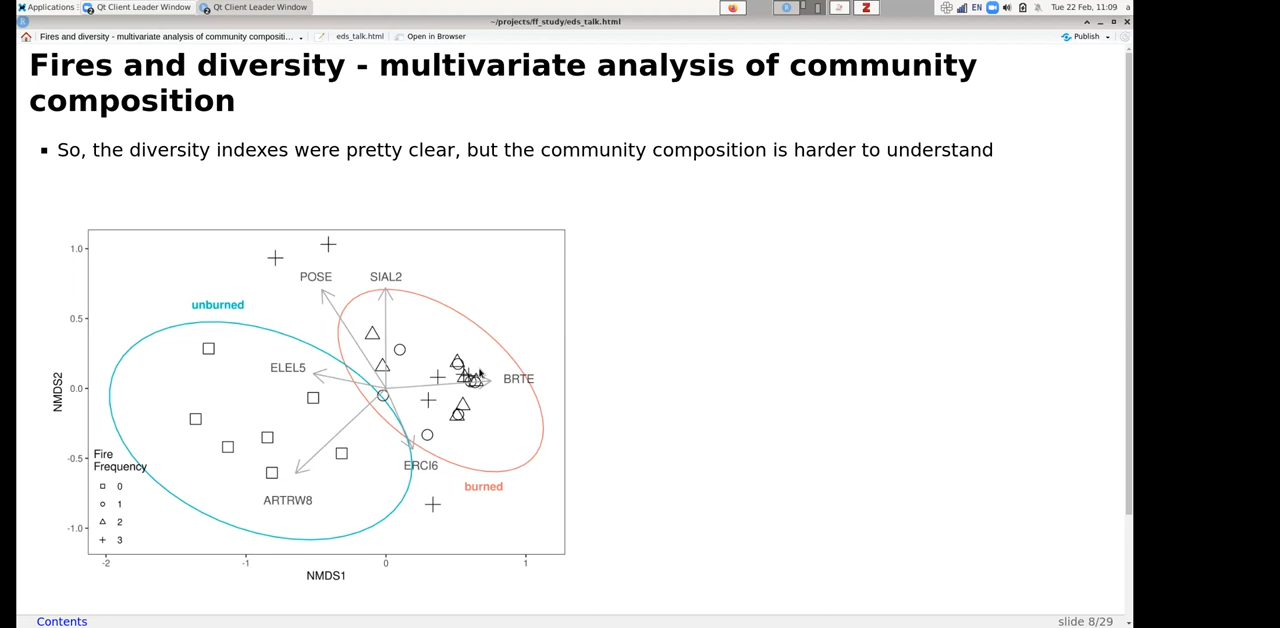 Applications
Qt Client Leader Window
Qt Client Leader Window
EN
Tue 22 Feb, 11:09
a
~/projects/ff_study/eds_talk.html
Fires and diversity - multivariate analysis of community compositi...
eds_talk.html
Open in Browser
Publish
Fires and diversity - multivariate analysis of community
composition
So, the diversity indexes were pretty clear, but the community composition is harder to understand
1.0
0.5
0.0
-0.5
-1.0
NMDS2
POSE
SIAL2
unburned
ELEL5
BRTE
ERCI6
burned
ARTRW8
Fire
Frequency
0
1
2
3
-2
-1
0
1
NMDS1
Contents
slide 8/29